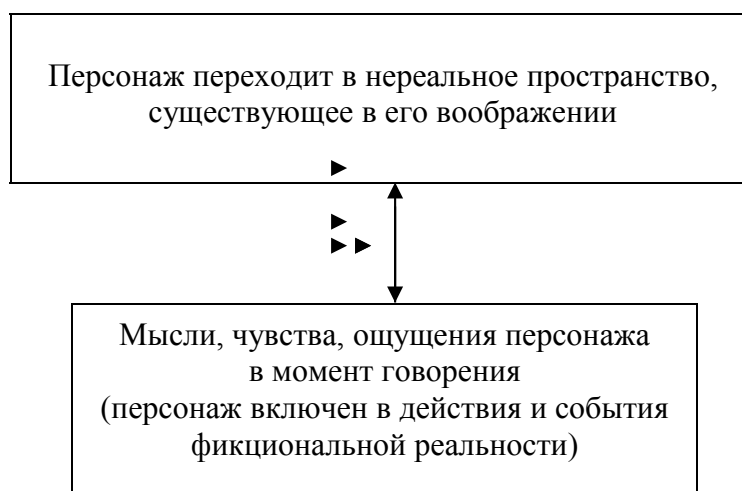 Персонаж переходит в нереальное пространство,
существующее в его воображении
Мысли, чувства, ощущения персонажа
в момент говорения
(персонаж включен в действия и события
фикциональной реальности)